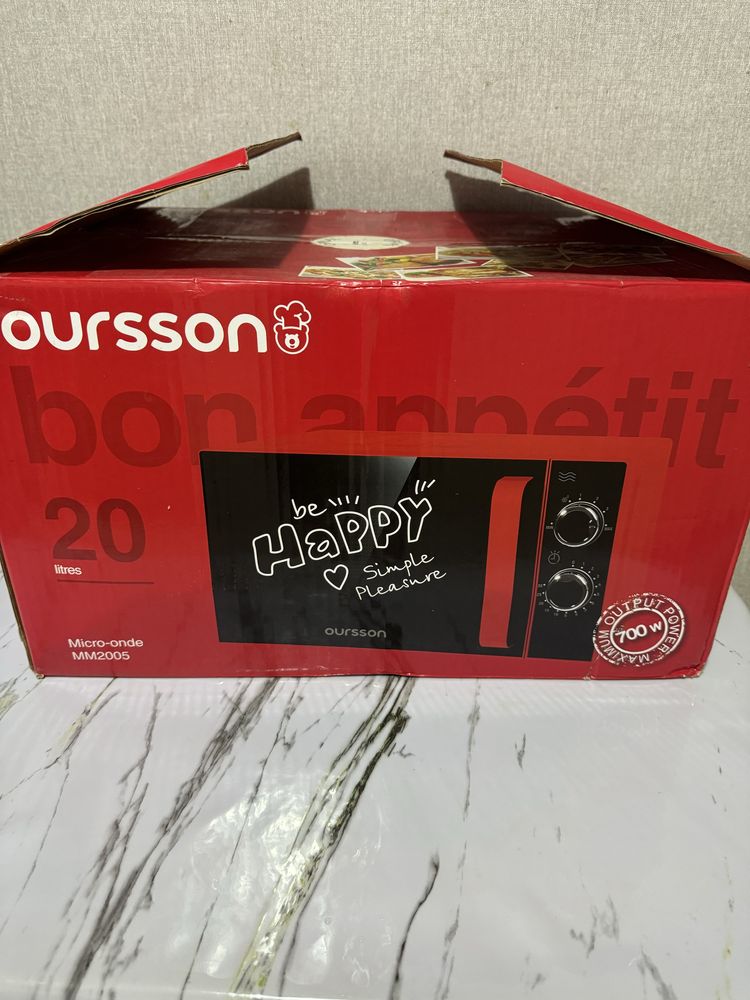 oursson
bon appétit
20
litres
be
HaPPY
Simple
Pleasure
oursson
Micro-onde
MM2005
MAXIMUM OUTPUT POWER
700 W